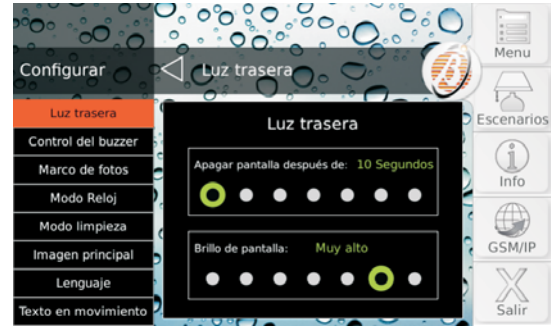 Configurar
Luz trasera
Luz trasera
Control del buzzer
Marco de fotos
Modo Reloj
Modo limpieza
Imagen principal
Lenguaje
Texto en movimiento
Luz trasera
Apagar pantalla después de: 10 Segundos
Brillo de pantalla: Muy alto
Menu
Escenarios
Info
GSM/IP
Salir